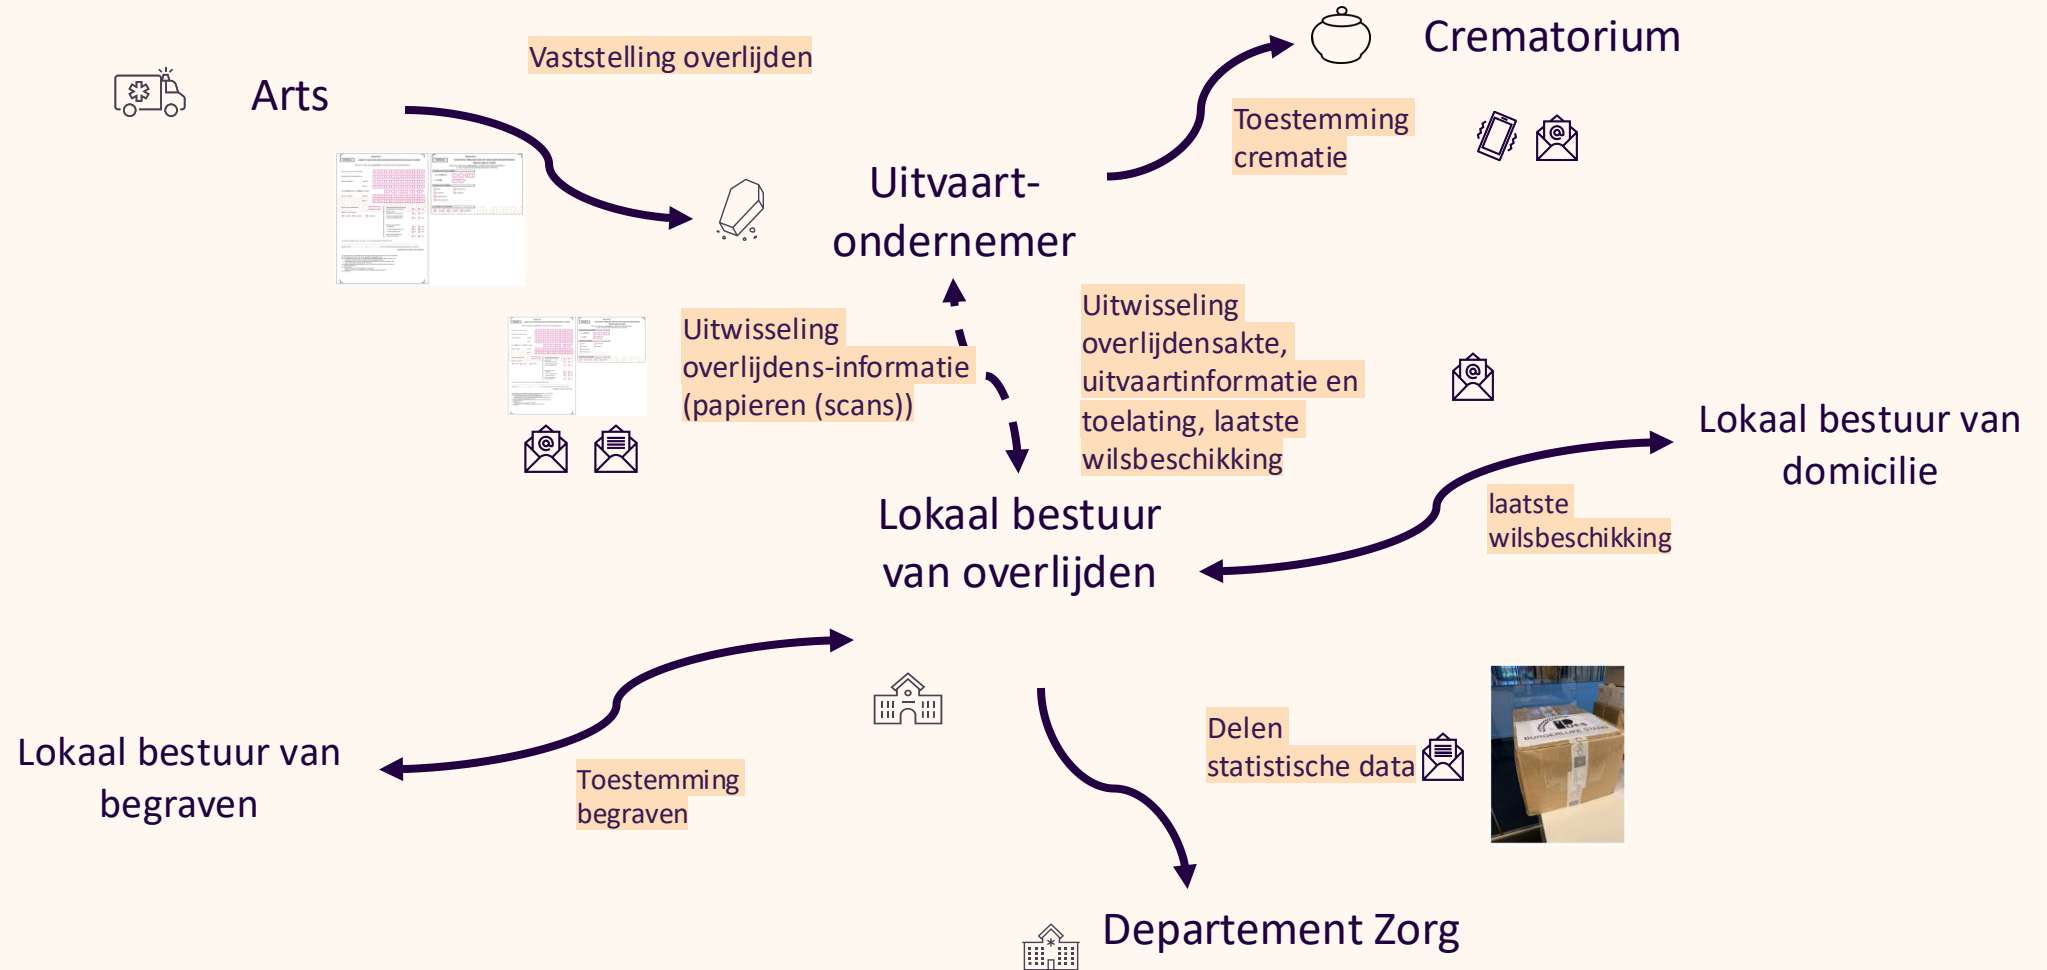 Vaststelling overlijden
Arts
Crematorium
Toestemming
crematie
Uitvaart-
ondernemer
Uitwisseling
overlijdens-informatie
(papieren (scans))
Uitwisseling
overlijdensakte,
uitvaartinformatie en
toelating, laatste
wilsbeschikking
Lokaal bestuur van
domicilie
laatste
wilsbeschikking
Lokaal bestuur
van overlijden
Lokaal bestuur van
begraven
Toestemming
begraven
Delen
statistische data
BURGERLIJKE STAND
Departement Zorg